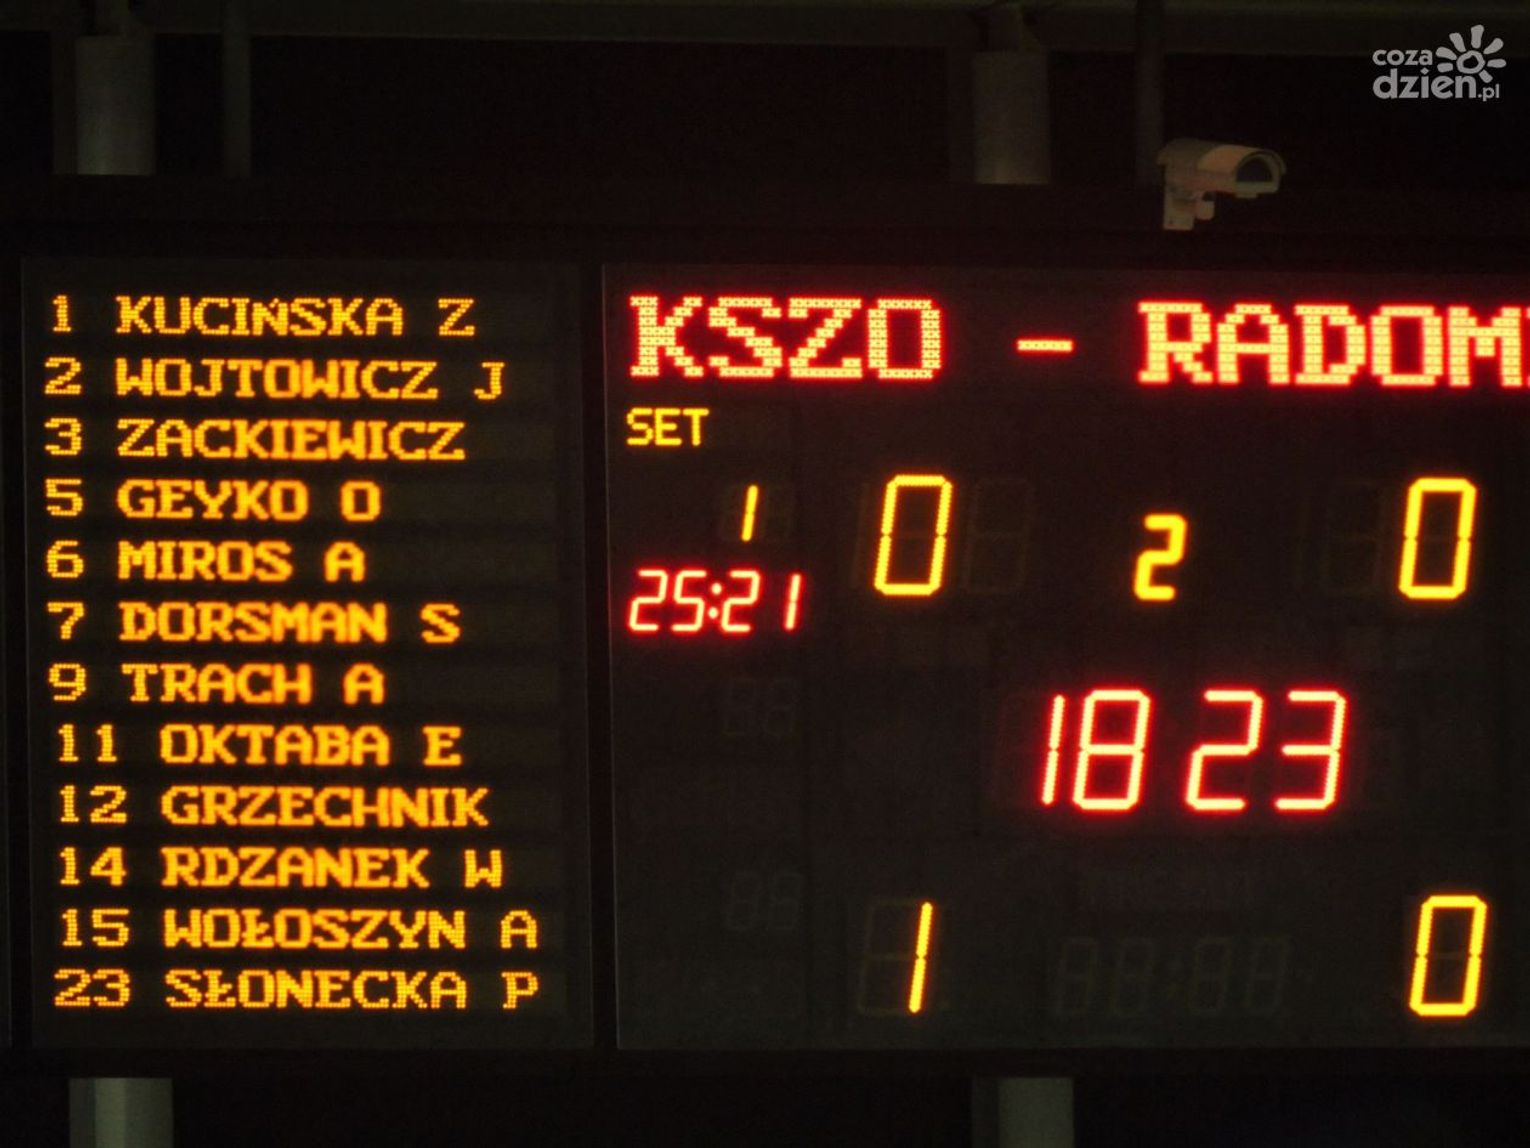 coza
dzień.pl
1 KUCIŃSKA Z
2 WOJTOWICZ J
3 ZACKIEWICZ
5 GEYKO O
6 MIROS A
7 DORSMAN S
9 TRACH A
11 OKTABA E
12 GRZECHNIK
14 RDZANEK W
15 WOŁOSZYN A
23 SŁONECKA P
KSZO - RADOM
SET
1 0 2 0
25:21
18 23
1 0